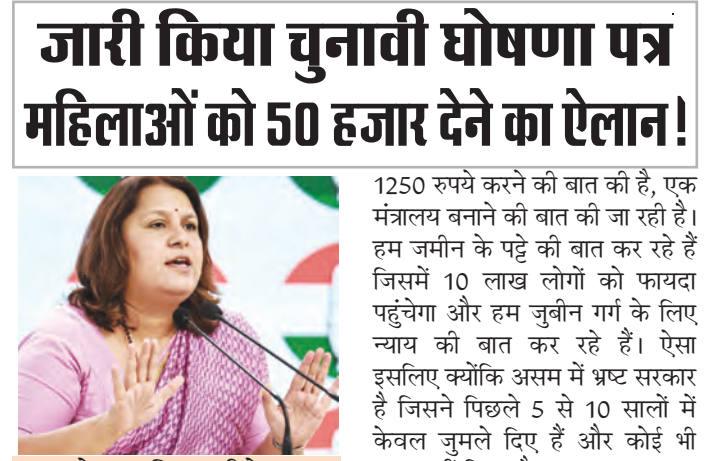 जारी किया चुनावी घोषणा पत्र
महिलाओं को 50 हजार देने का ऐलान!
1250 रुपये करने की बात की है, एक
मंत्रालय बनाने की बात की जा रही है।
हम जमीन के पट्टे की बात कर रहे हैं
जिसमें 10 लाख लोगों को फायदा
पहुंचेगा और हम जुबीन गर्ग के लिए
न्याय की बात कर रहे हैं। ऐसा
इसलिए क्योंकि असम में भ्रष्ट सरकार
है जिसने पिछले 5 से 10 सालों में
केवल जुमले दिए हैं और कोई भी